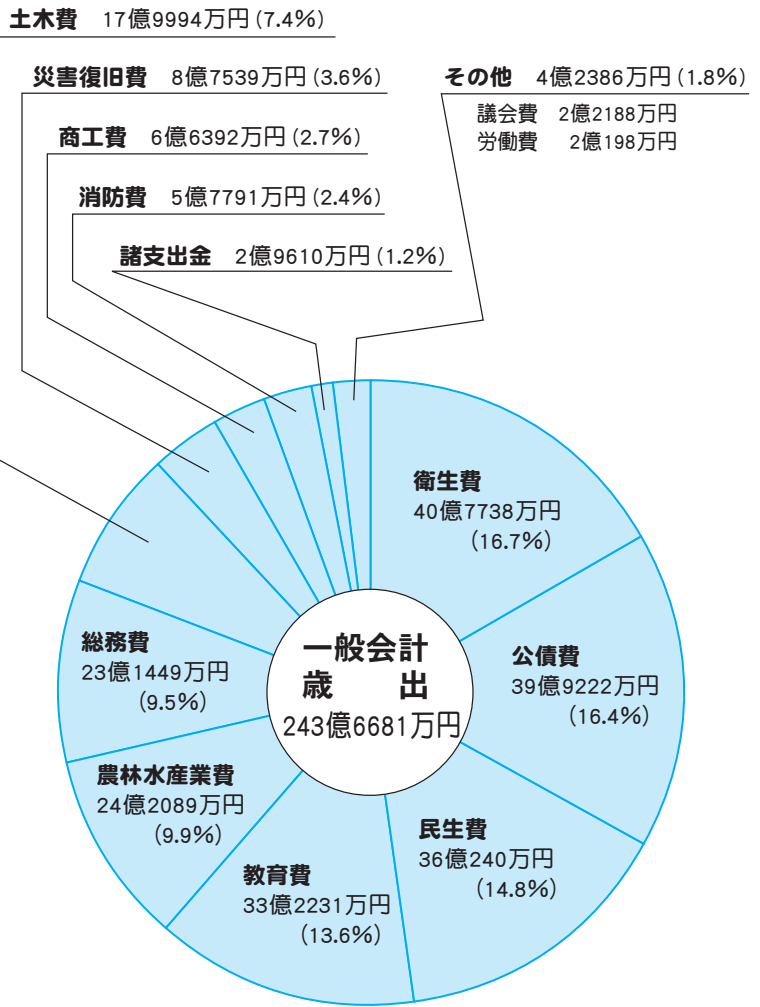 土木費 17億9994万円(7.4%)
災害復旧費 8億7539万円(3.6%)
その他 4億2386万円(1.8%)
議会費 2億2188万円
労働費 2億198万円
商工費 6億6392万円(2.7%)
消防費 5億7791万円(2.4%)
諸支出金 2億9610万円(1.2%)
衛生費
40億7738万円
(16.7%)
公債費
39億9222万円
(16.4%)
民生費
36億240万円
(14.8%)
教育費
33億2231万円
(13.6%)
農林水産業費
24億2089万円
(9.9%)
総務費
23億1449万円
(9.5%)
一般会計
歳 出
243億6681万円